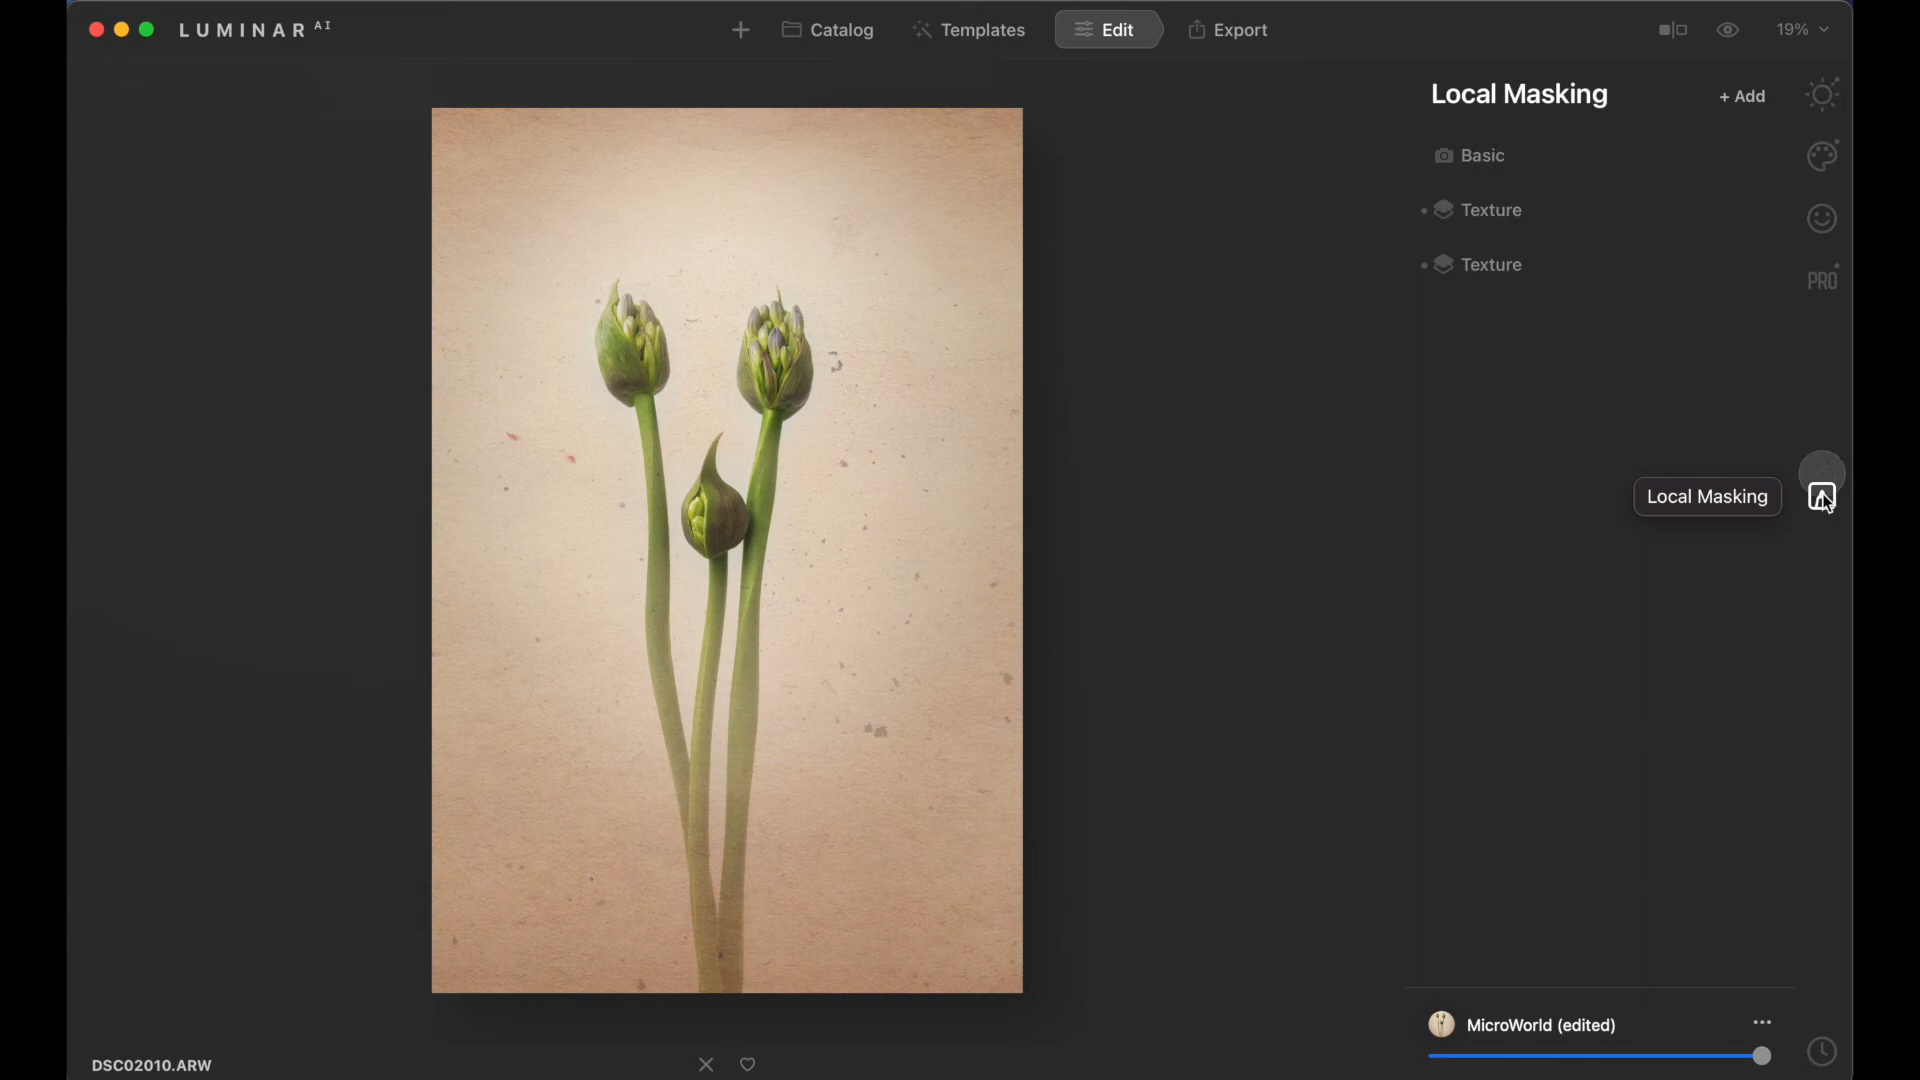 LUMINAR AI
Catalog
Templates
Edit
Export
19%
Local Masking
+ Add
Basic
Texture
Texture
PRO
Local Masking
MicroWorld (edited)
DSC02010.ARW